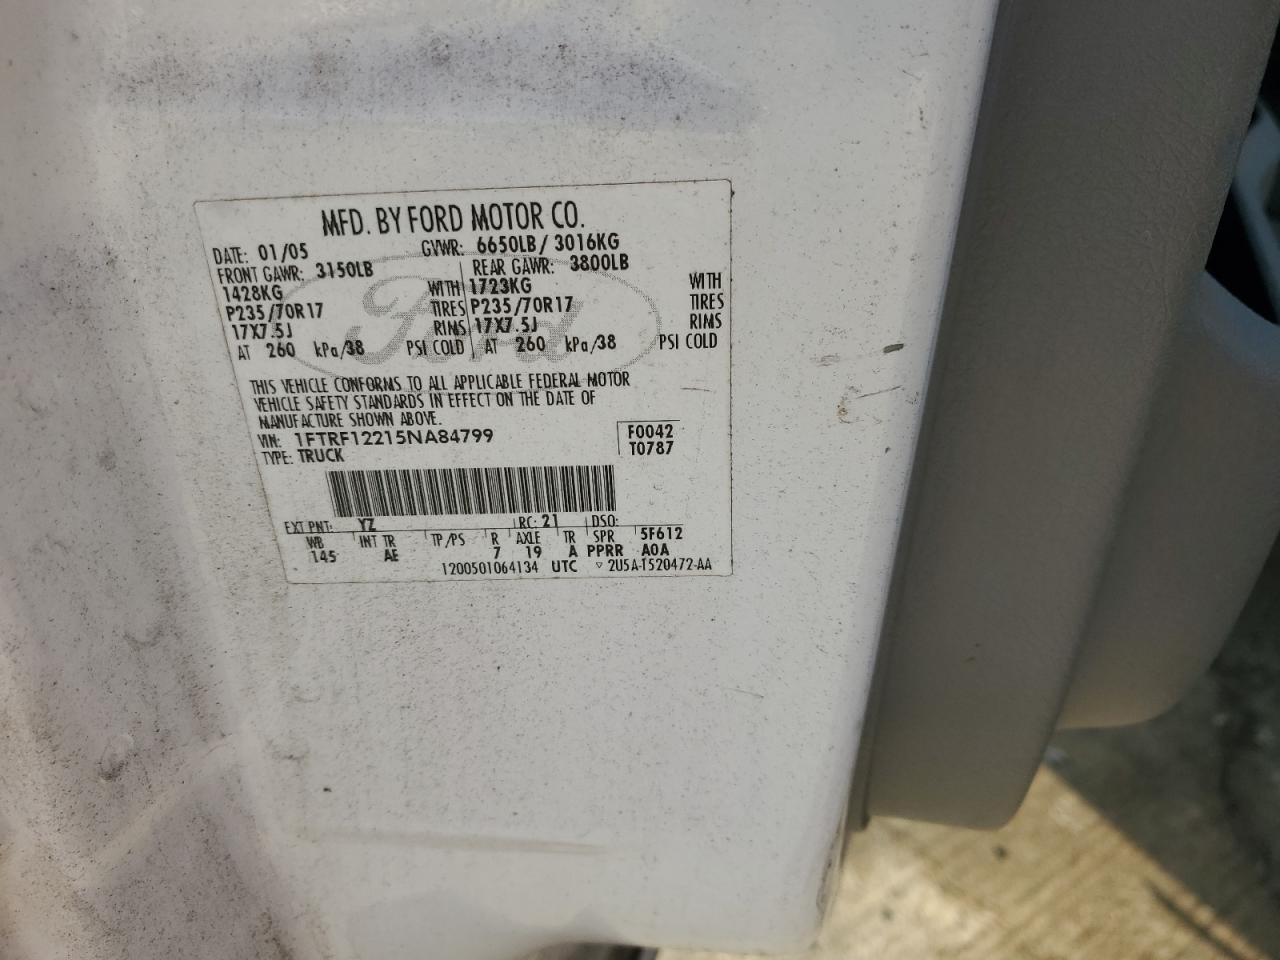 MFD. BY FORD MOTOR CO.
DATE: 01/05 GVWR: 6650LB/ 3016KG
FRONT GAWR: 3150LB REAR GAWR: 3800LB
1428KG WITH 1723KG WITH
P235/70R17 TIRES P235/70R17 TIRES
17X7.5J RIMS 17X7.5J RIMS
AT 260 kPa/38 PSI COLD AT 260 kPa/38 PSI COLD
Ford
THIS VEHICLE CONFORMS TO ALL APPLICABLE FEDERAL MOTOR
VEHICLE SAFETY STANDARDS IN EFFECT ON THE DATE OF
MANUFACTURE SHOWN ABOVE.
VIN: 1FTRF12215NA84799 F0042
TYPE: TRUCK T0787
EXT PNT: YZ RC: 21 DSO:
WB INT TR TP/PS R AXLE TR SPR 5F612
145 AE 7 19 A PPRR A0A
1200501064134 UTC ▽ 2U5A-1520472-AA